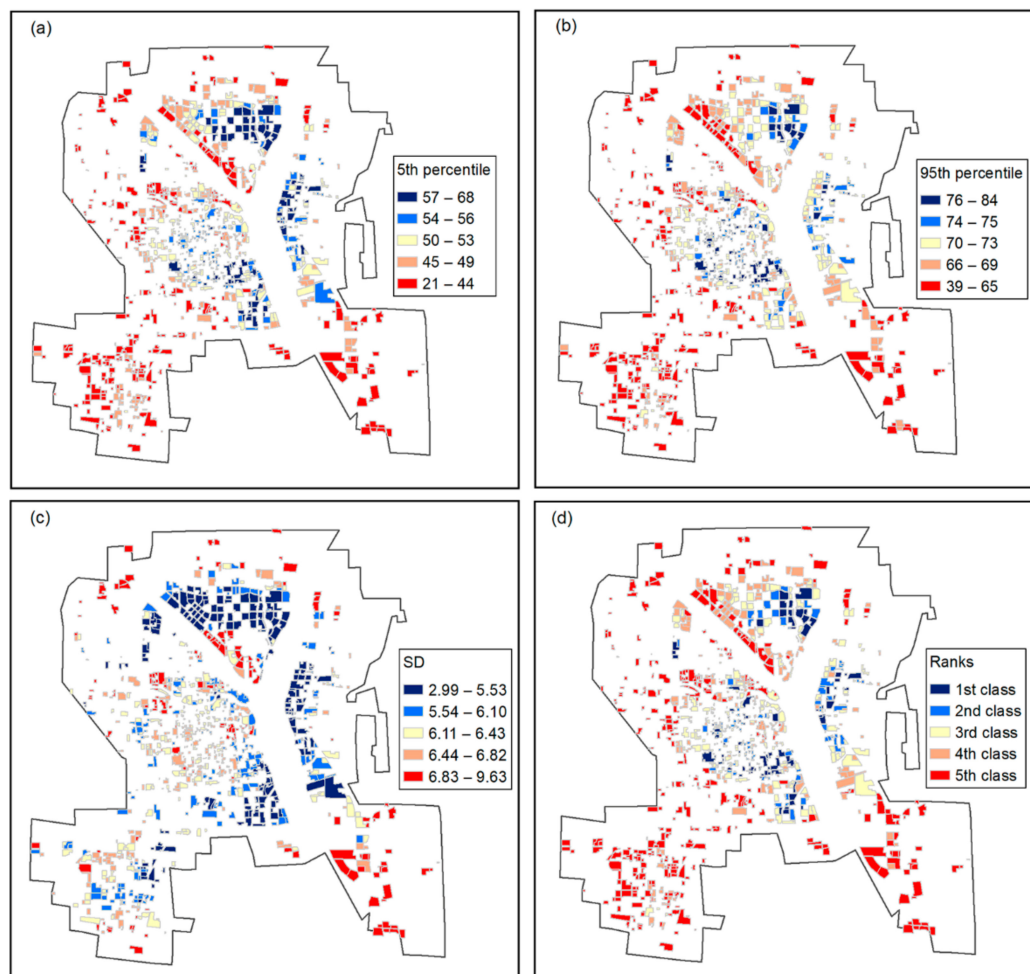 (a)
5th percentile
57 – 68
54 – 56
50 – 53
45 – 49
21 – 44
(b)
95th percentile
76 – 84
74 – 75
70 – 73
66 – 69
39 – 65
(c)
SD
2.99 – 5.53
5.54 – 6.10
6.11 – 6.43
6.44 – 6.82
6.83 – 9.63
(d)
Ranks
1st class
2nd class
3rd class
4th class
5th class